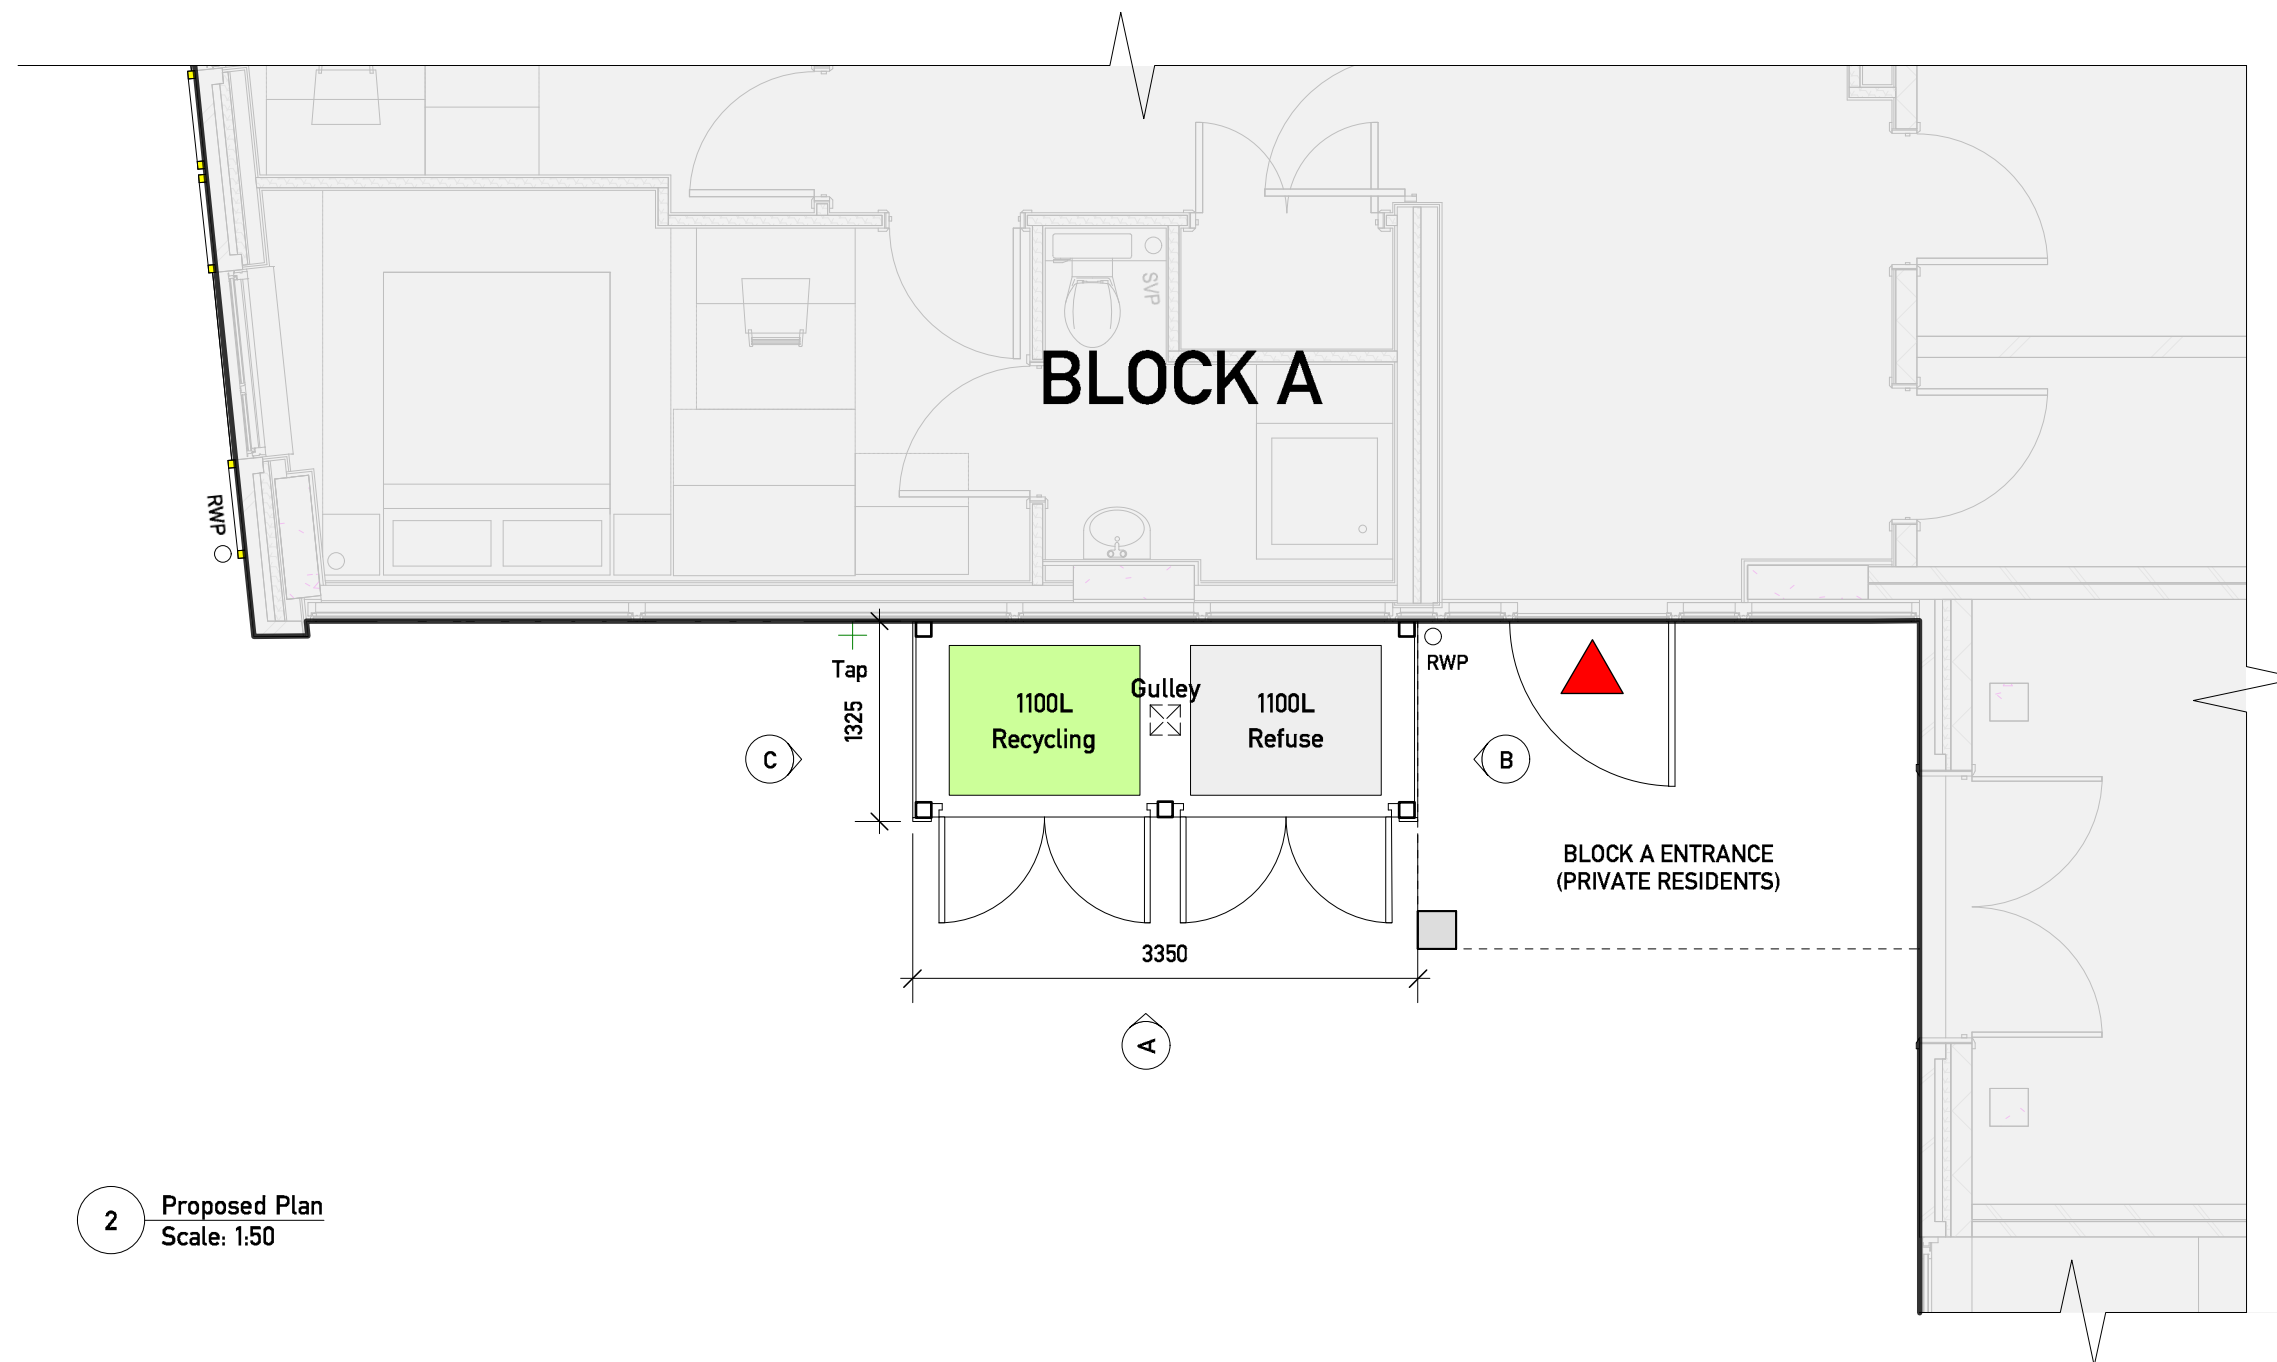 SVP
BLOCK A
RWP
Tap
1325
1100L
Recycling
Gulley
1100L
Refuse
RWP
C
B
BLOCK A ENTRANCE
(PRIVATE RESIDENTS)
3350
A
2
Proposed Plan
Scale: 1:50